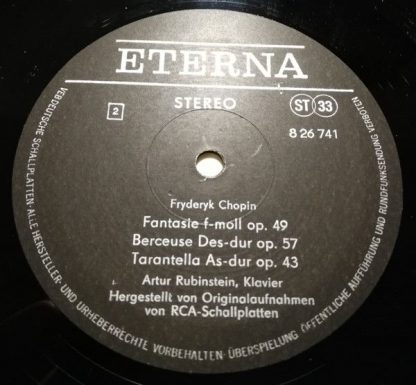 ETERNA
STEREO
ST 33
2
8 26 741
Fryderyk Chopin
Fantasie f-moll op. 49
Berceuse Des-dur op. 57
Tarantella As-dur op. 43
Artur Rubinstein, Klavier
Hergestellt von Originalaufnahmen
von RCA-Schallplatten
VEB DEUTSCHE SCHALLPLATTEN · ALLE HERSTELLER- UND URHEBERRECHTE VORBEHALTEN · ÜBERSPIELUNG, ÖFFENTLICHE AUFFÜHRUNG UND RUNDFUNKSENDUNG VERBOTEN